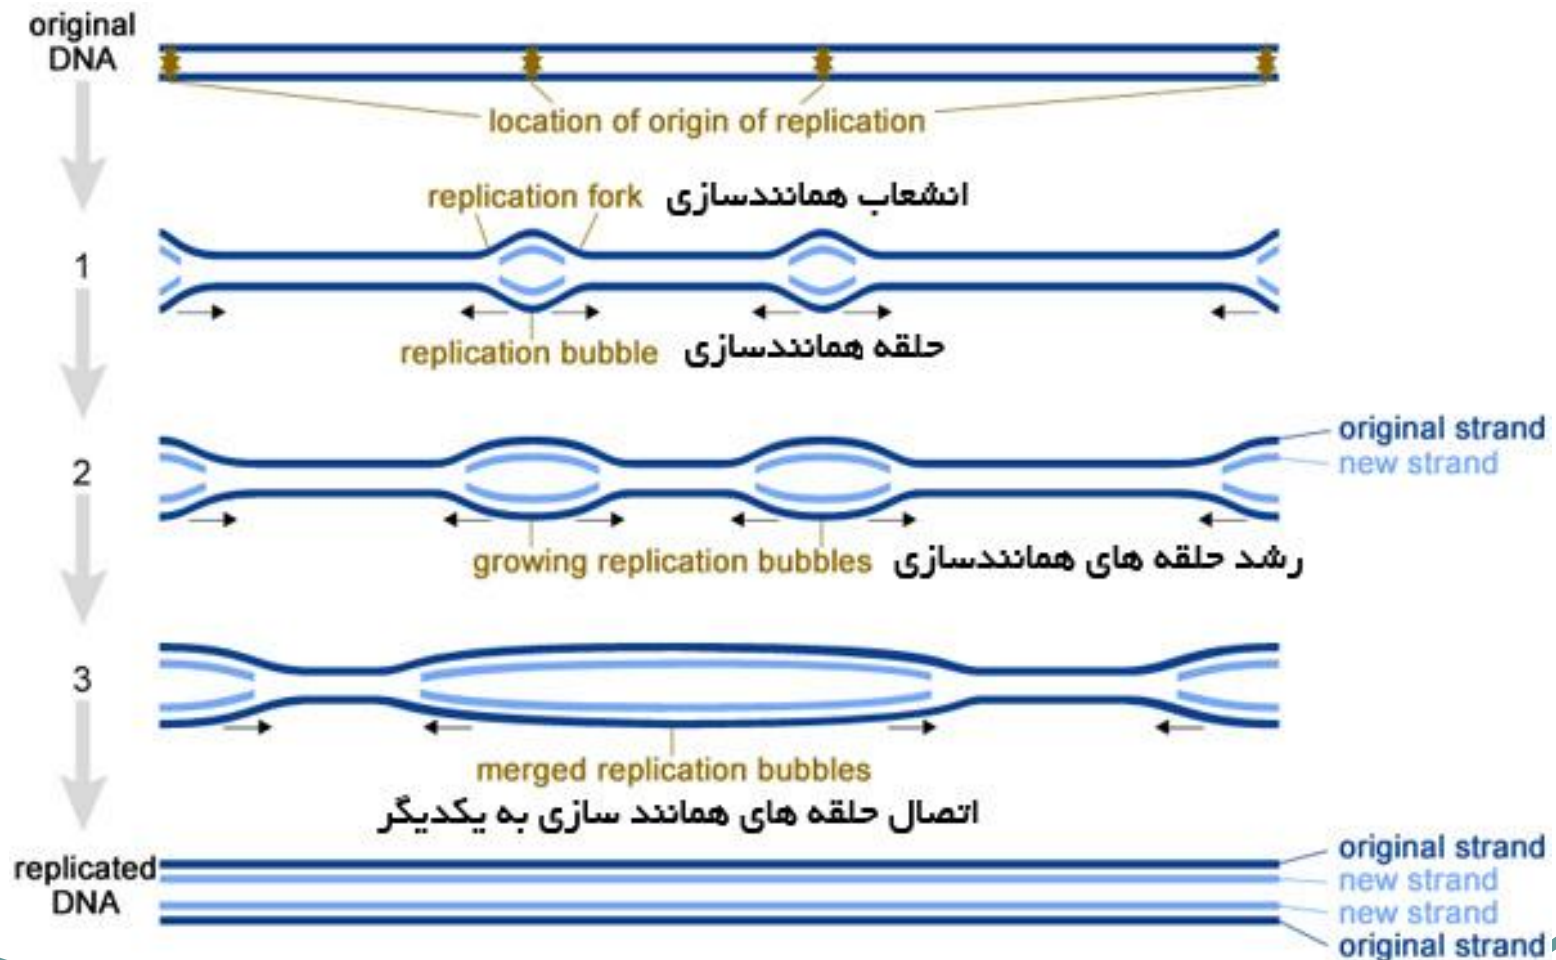 original
DNA
location of origin of replication
replication fork انشعاب همانندسازی
1
replication bubble حلقه همانندسازی
original strand
new strand
2
growing replication bubbles رشد حلقه های همانندسازی
3
merged replication bubbles
اتصال حلقه های همانند سازی به یکدیگر
replicated
DNA
original strand
new strand
new strand
original strand